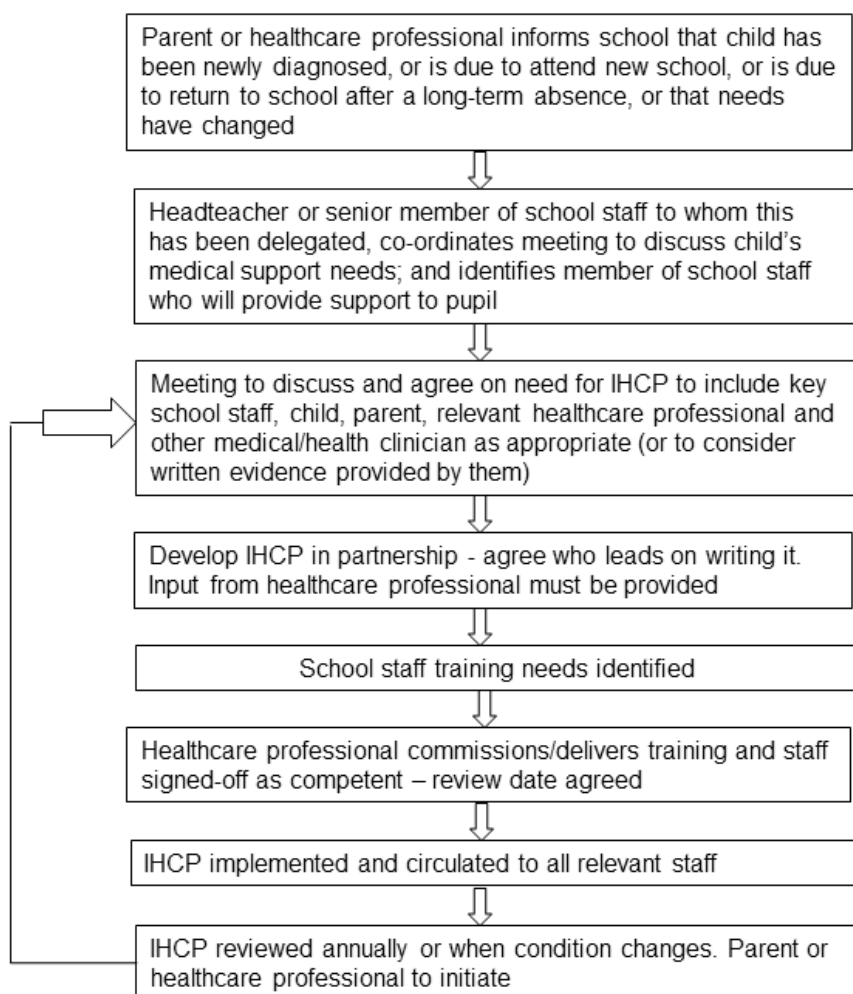 Parent or healthcare professional informs school that child has
been newly diagnosed, or is due to attend new school, or is due
to return to school after a long-term absence, or that needs
have changed
Headteacher or senior member of school staff to whom this
has been delegated, co-ordinates meeting to discuss child's
medical support needs; and identifies member of school staff
who will provide support to pupil
Meeting to discuss and agree on need for IHCP to include key
school staff, child, parent, relevant healthcare professional and
other medical/health clinician as appropriate (or to consider
written evidence provided by them)
Develop IHCP in partnership - agree who leads on writing it.
Input from healthcare professional must be provided
School staff training needs identified
Healthcare professional commissions/delivers training and staff
signed-off as competent – review date agreed
IHCP implemented and circulated to all relevant staff
IHCP reviewed annually or when condition changes. Parent or
healthcare professional to initiate